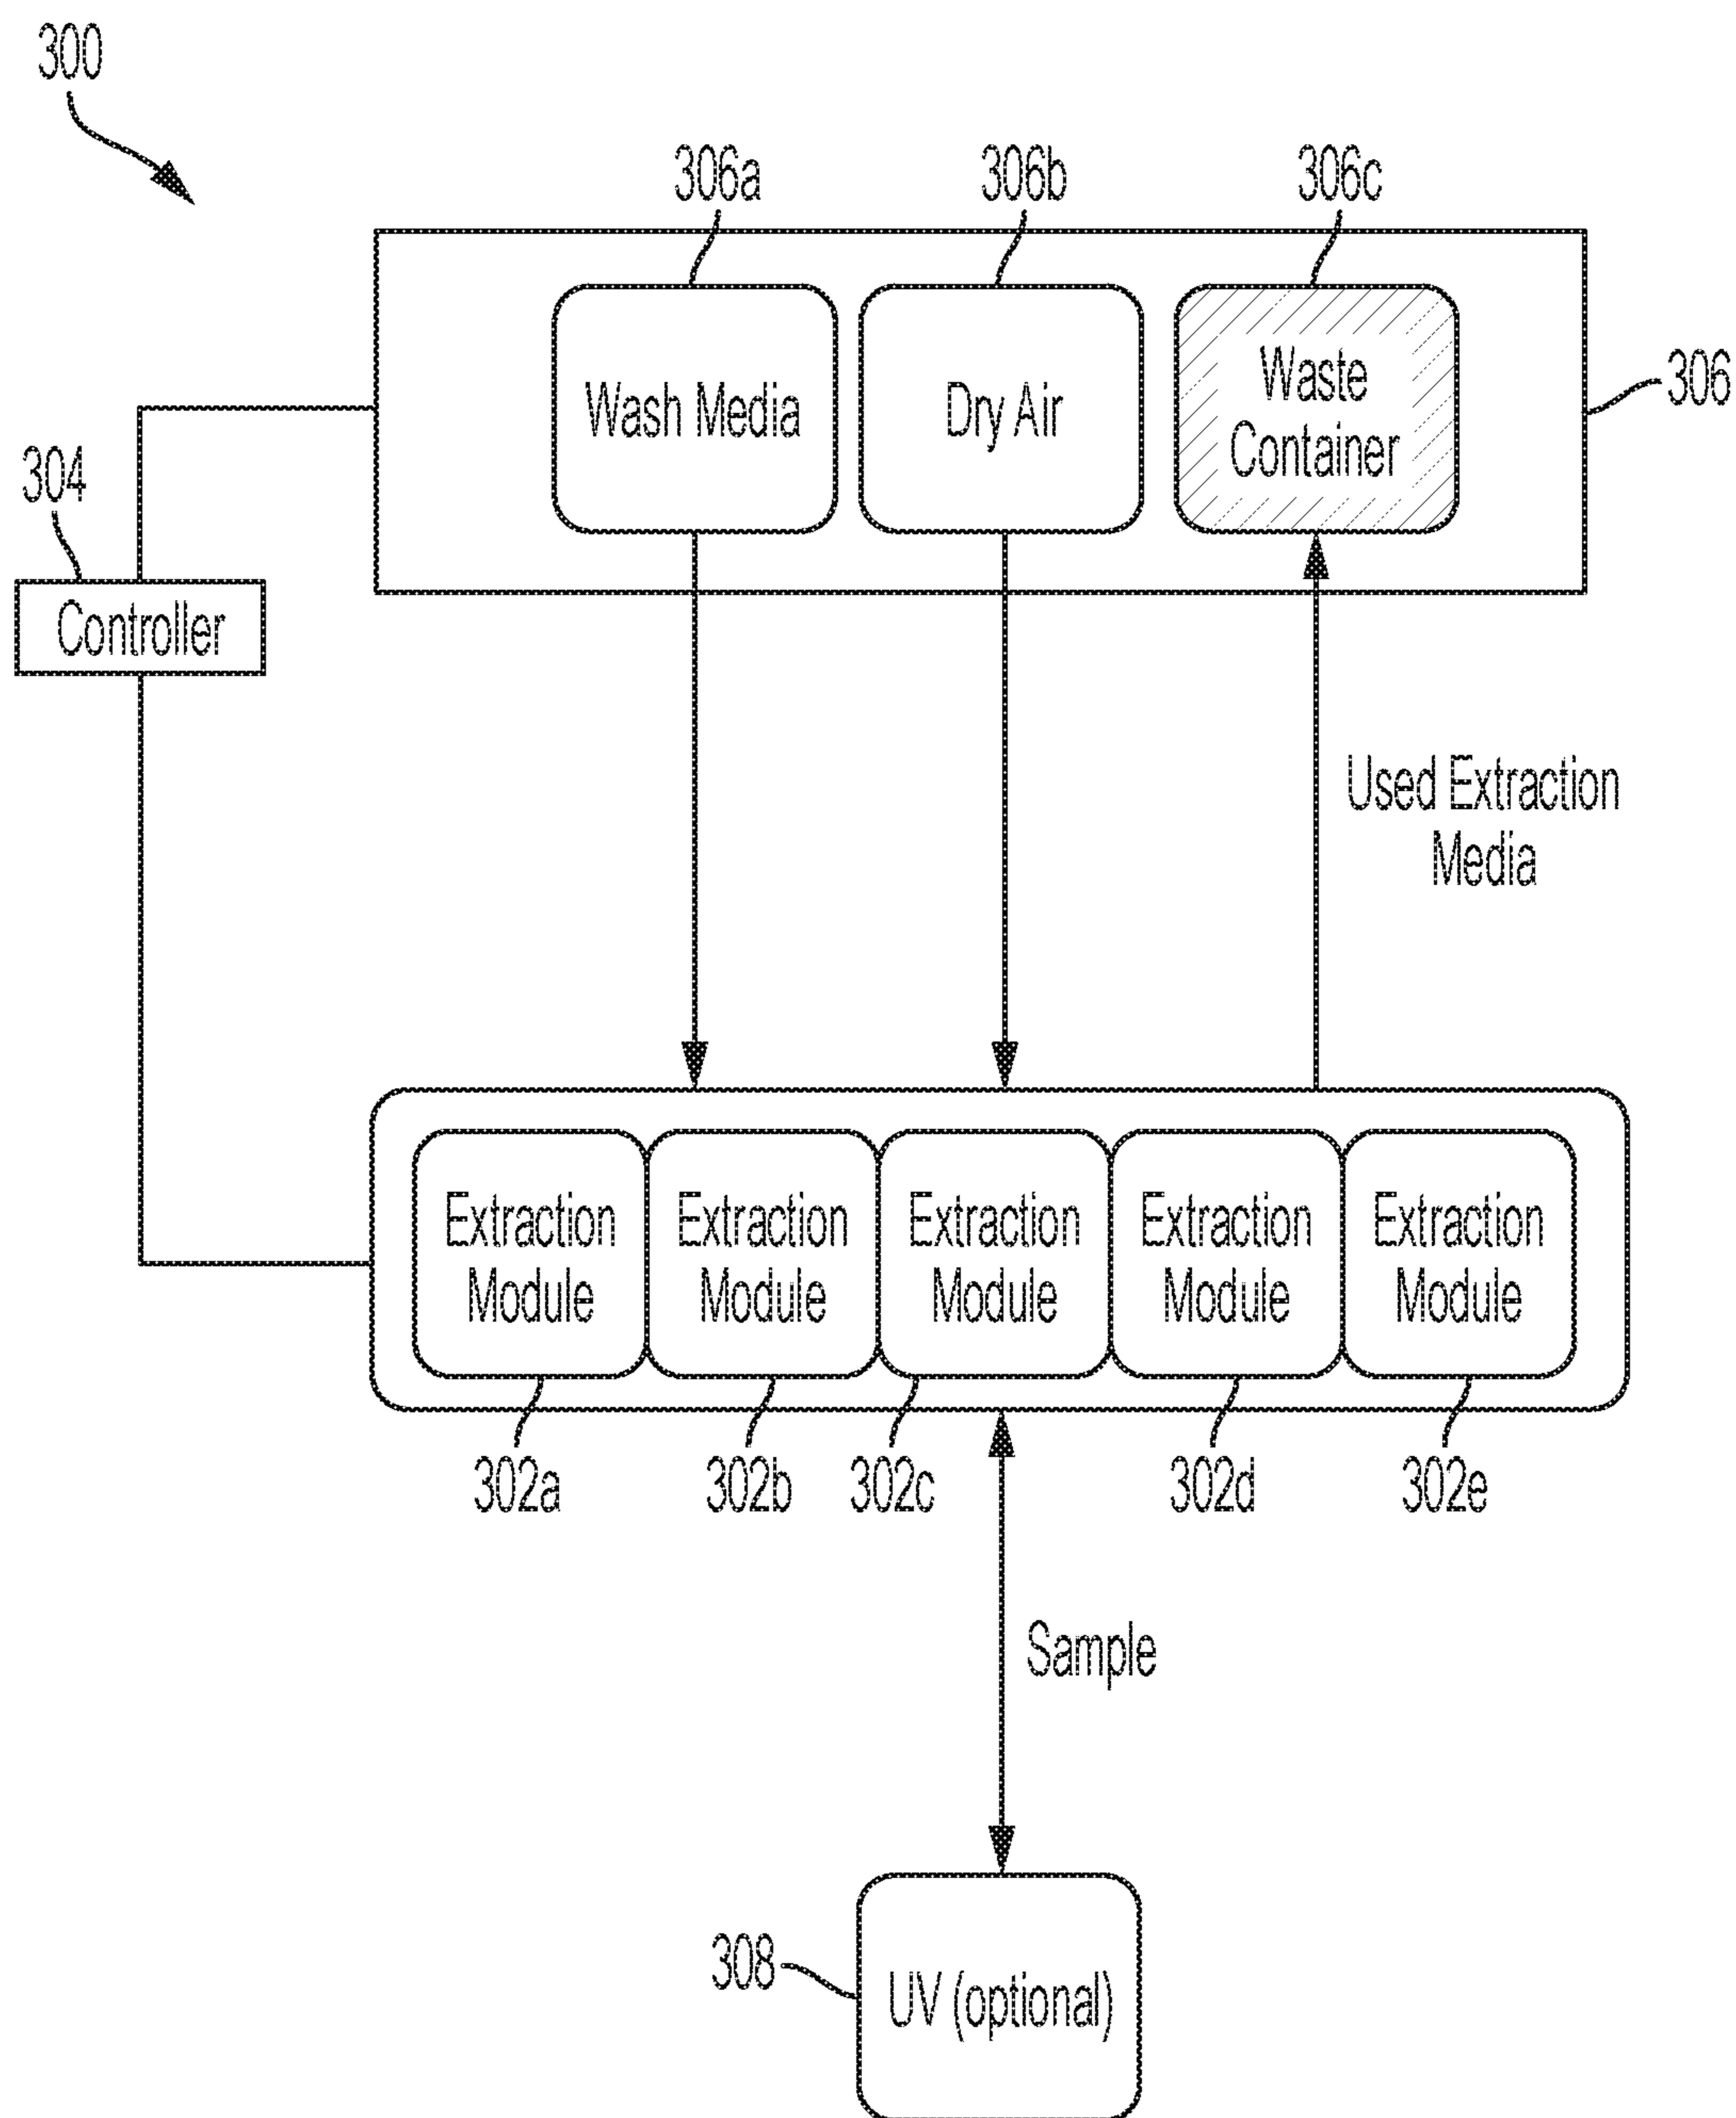 300
306a
306b
306c
Wash Media
Dry Air
Waste
Container
306
304
Controller
Used Extraction
Media
Extraction
Module
Extraction
Module
Extraction
Module
Extraction
Module
Extraction
Module
302a
302b
302c
302d
302e
Sample
308
UV (optional)